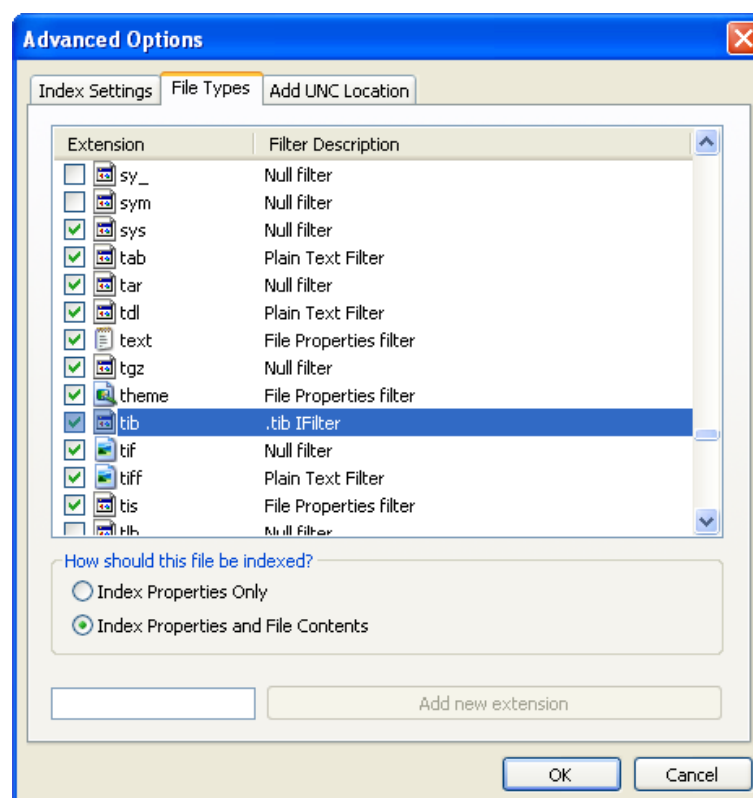 Advanced Options
Index Settings File Types Add UNC Location
Extension Filter Description
sy_ Null filter
sym Null filter
sys Null filter
tab Plain Text Filter
tar Null filter
tdl Plain Text Filter
text File Properties filter
tgz Null filter
theme File Properties filter
tib .tib IFilter
tif Null filter
tiff Plain Text Filter
tis File Properties filter
tlb Null filter
How should this file be indexed?
Index Properties Only
Index Properties and File Contents
Add new extension
OK Cancel